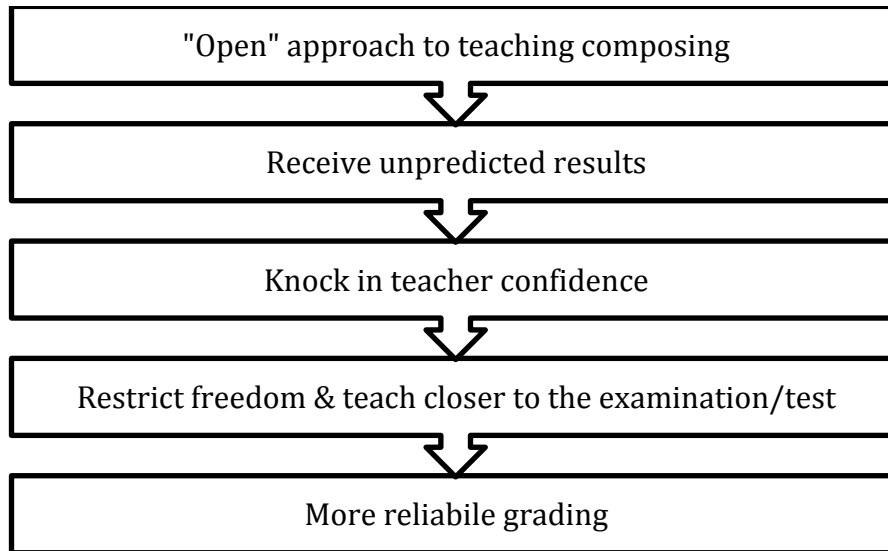 "Open" approach to teaching composing
Receive unpredicted results
Knock in teacher confidence
Restrict freedom & teach closer to the examination/test
More reliabile grading